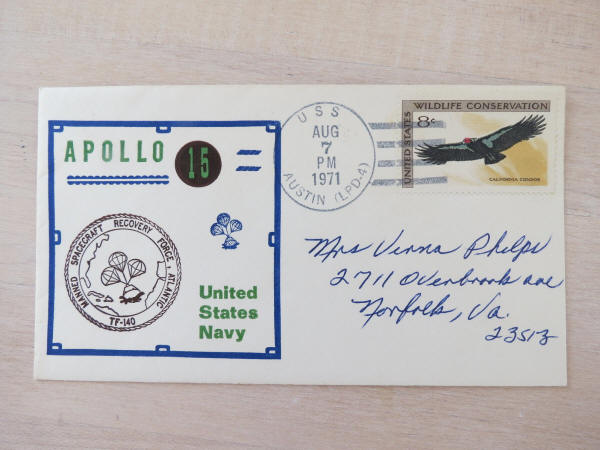 APOLLO 15
MANNED SPACECRAFT RECOVERY FORCE ATLANTIC
TF-140
United
States
Navy
USS
AUG
7
PM
1971
AUSTIN (LPD-4)
WILDLIFE CONSERVATION
UNITED STATES
8c
CALIFORNIA CONDOR
Mrs Verna Phelps
2711 Overbrook ave
Norfolk, Va.
23513